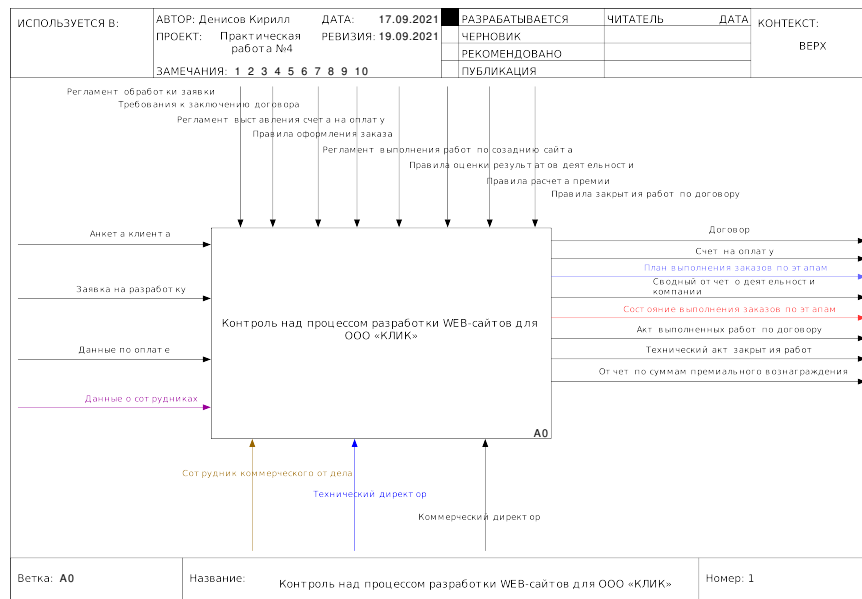 ИСПОЛЬЗУЕТСЯ В:
АВТОР: Денисов Кирилл
ДАТА: 17.09.2021
ПРОЕКТ: Практическая
работа №4
РЕВИЗИЯ: 19.09.2021
ЗАМЕЧАНИЯ: 1 2 3 4 5 6 7 8 9 10
РАЗРАБАТЫВАЕТСЯ
ЧЕРНОВИК
РЕКОМЕНДОВАНО
ПУБЛИКАЦИЯ
ЧИТАТЕЛЬ ДАТА
КОНТЕКСТ:
ВЕРХ
Регламент обработки заявки
Требования к заключению договора
Регламент выставления счета на оплату
Правила оформления заказа
Регламент выполнения работ по созаднию сайта
Правила оценки результатов деятельности
Правила расчета премии
Правила закрытия работ по договору
Анкета клиента
Заявка на разработку
Данные по оплате
Данные о сотрудниках
Контроль над процессом разработки WEB-сайтов для
ООО «КЛИК»
A0
Договор
Счет на оплату
План выполнения заказов по этапам
Сводный отчет о деятельности
компании
Состояние выполнения заказов по этапам
Акт выполненных работ по договору
Технический акт закрытия работ
Отчет по суммам премиального вознаграждения
Сотрудник коммерческого отдела
Технический директор
Коммерческий директор
Ветка: A0
Название: Контроль над процессом разработки WEB-сайтов для ООО «КЛИК»
Номер: 1